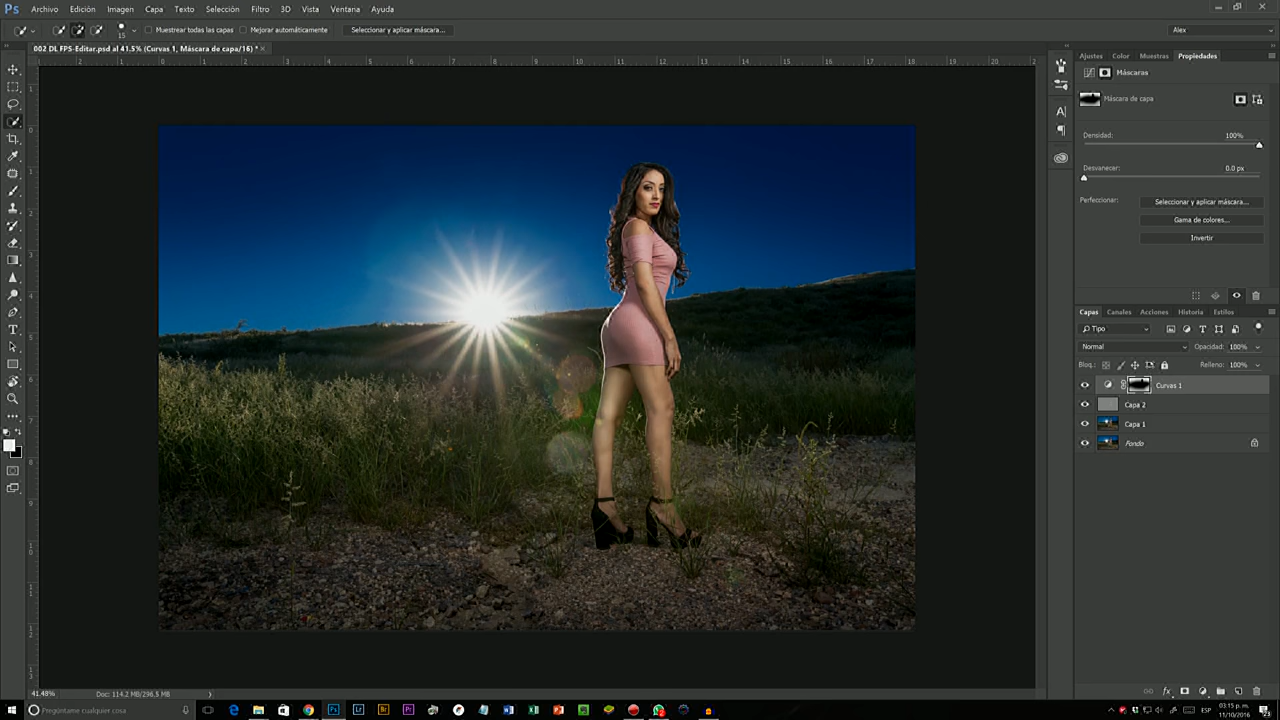 Ps Archivo Edición Imagen Capa Texto Selección Filtro 3D Vista Ventana Ayuda
15 Muestrear todas las capas Mejorar automáticamente Seleccionar y aplicar máscara... Alex
002 DL FPS-Editar.psd al 41.5% (Curvas 1, Máscara de capa/16) *
Ajustes Color Muestras Propiedades
Máscaras
Máscara de capa
Densidad: 100%
Desvanecer: 0.0 px
Perfeccionar: Seleccionar y aplicar máscara...
Gama de colores...
Invertir
Capas Canales Acciones Historia Estilos
Tipo
Normal Opacidad: 100%
Bloq.: Relleno: 100%
Curvas 1
Capa 2
Capa 1
Fondo
41.48% Doc: 114.2 MB/296.5 MB
Pregúntame cualquier cosa
ESP 03:15 p. m.
11/10/2016